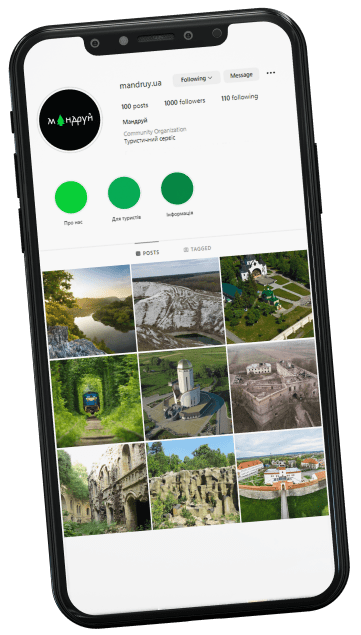 mandruy.ua
Following
Message
100 posts
1000 followers
110 following
Мандруй
Community Organization
Туристичний сервіс
мандруй
Про нас
Для туристів
Інформація
POSTS
TAGGED